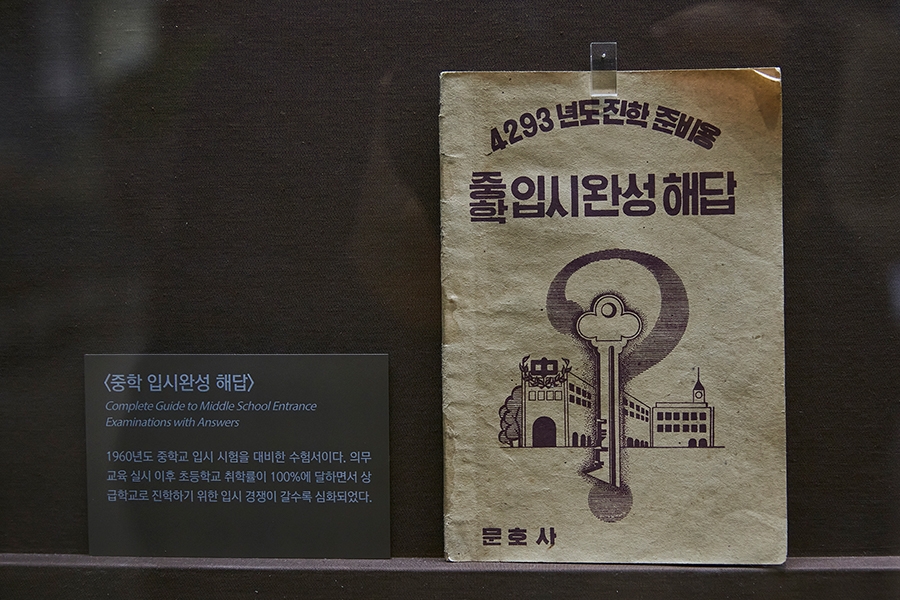 〈중학 입시완성 해답〉
Complete Guide to Middle School Entrance
Examinations with Answers
1960년도 중학교 입시 시험을 대비한 수험서이다. 의무
교육 실시 이후 초등학교 취학률이 100%에 달하면서 상
급학교로 진학하기 위한 입시 경쟁이 갈수록 심화되었다.
4293 년도 진학 준비용
중학 입시완성 해답
中
문호사